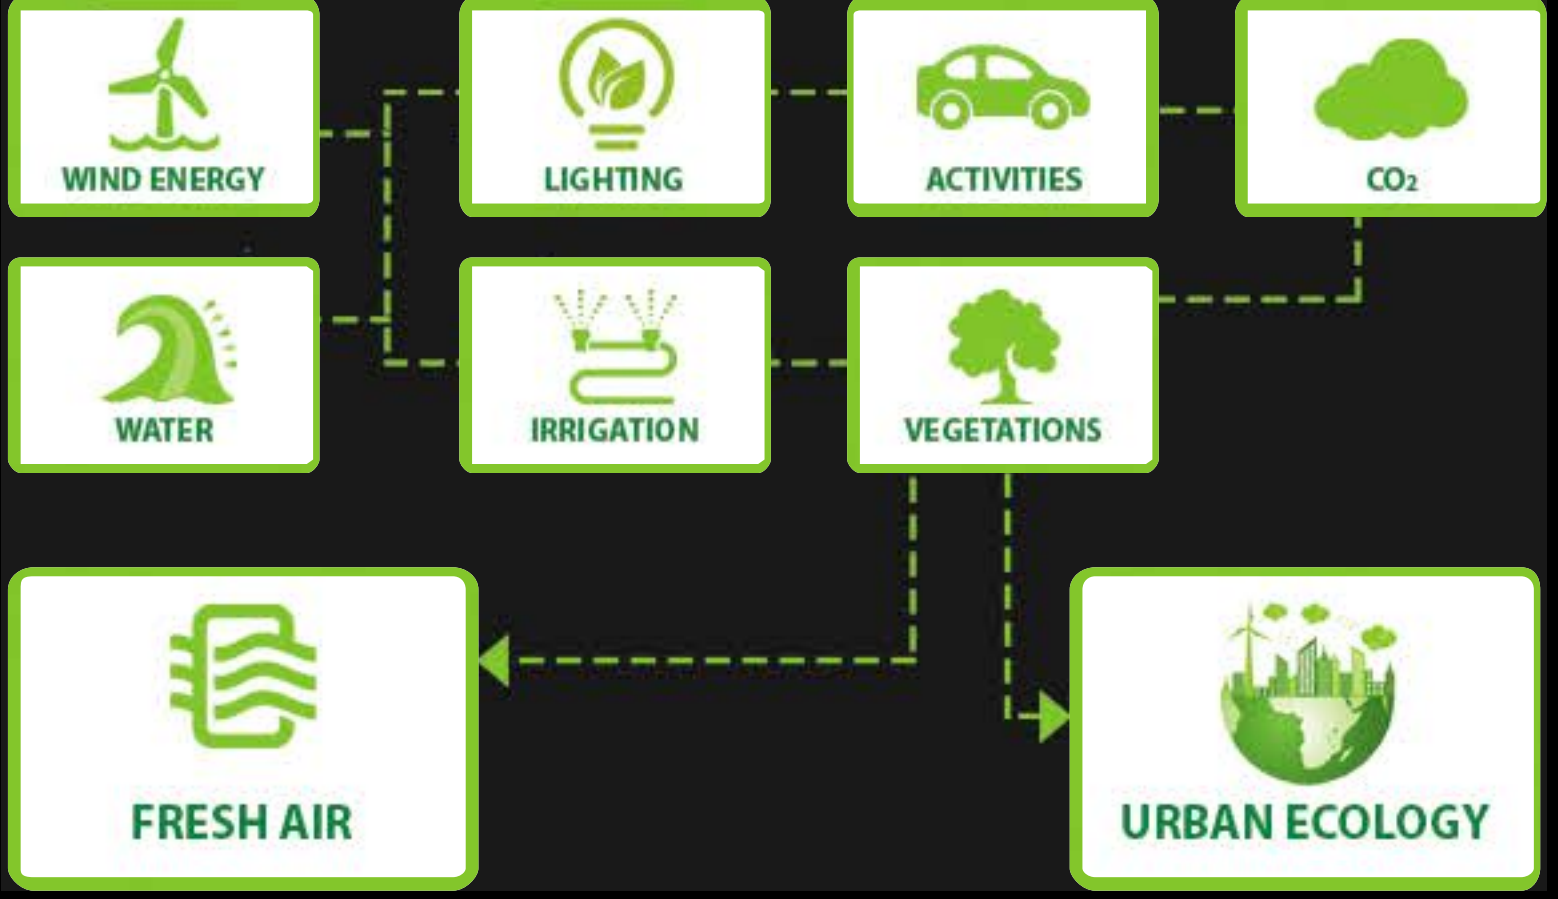 WIND ENERGY
LIGHTING
ACTIVITIES
CO₂
WATER
IRRIGATION
VEGETATIONS
FRESH AIR
URBAN ECOLOGY